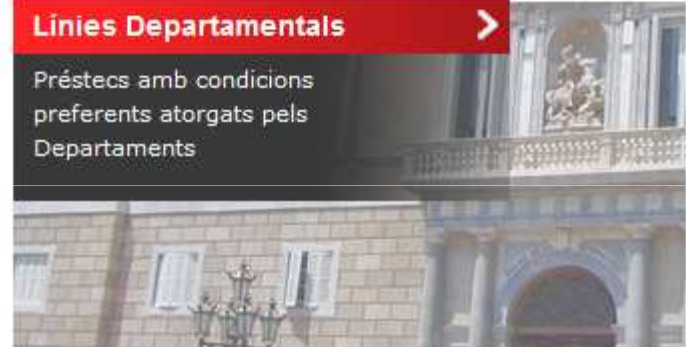 Línies Departamentals
Préstecs amb condicions
preferents atorgats pels
Departaments